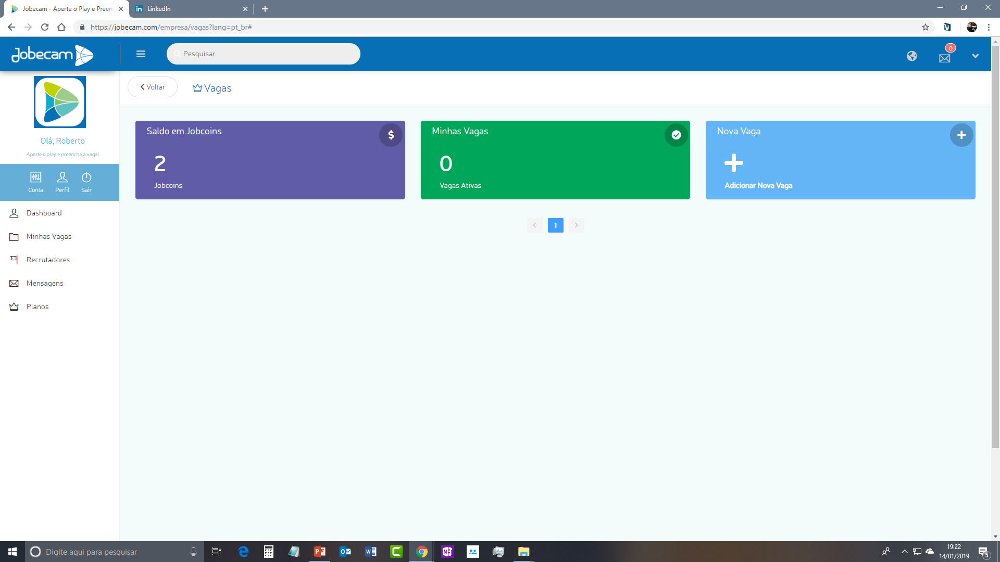 Jobecam - Aperte o Play e Preen
LinkedIn
https://jobecam.com/empresa/vagas?lang=pt_br#
Jobecam
Pesquisar
0
Olá, Roberto
Aperte o play e preencha a vaga!
Conta
Perfil
Sair
Dashboard
Minhas Vagas
Recrutadores
Mensagens
Planos
Voltar
Vagas
Saldo em Jobcoins
$
2
Jobcoins
Minhas Vagas
0
Vagas Ativas
Nova Vaga
Adicionar Nova Vaga
1
Digite aqui para pesquisar
19:22
14/01/2019
5